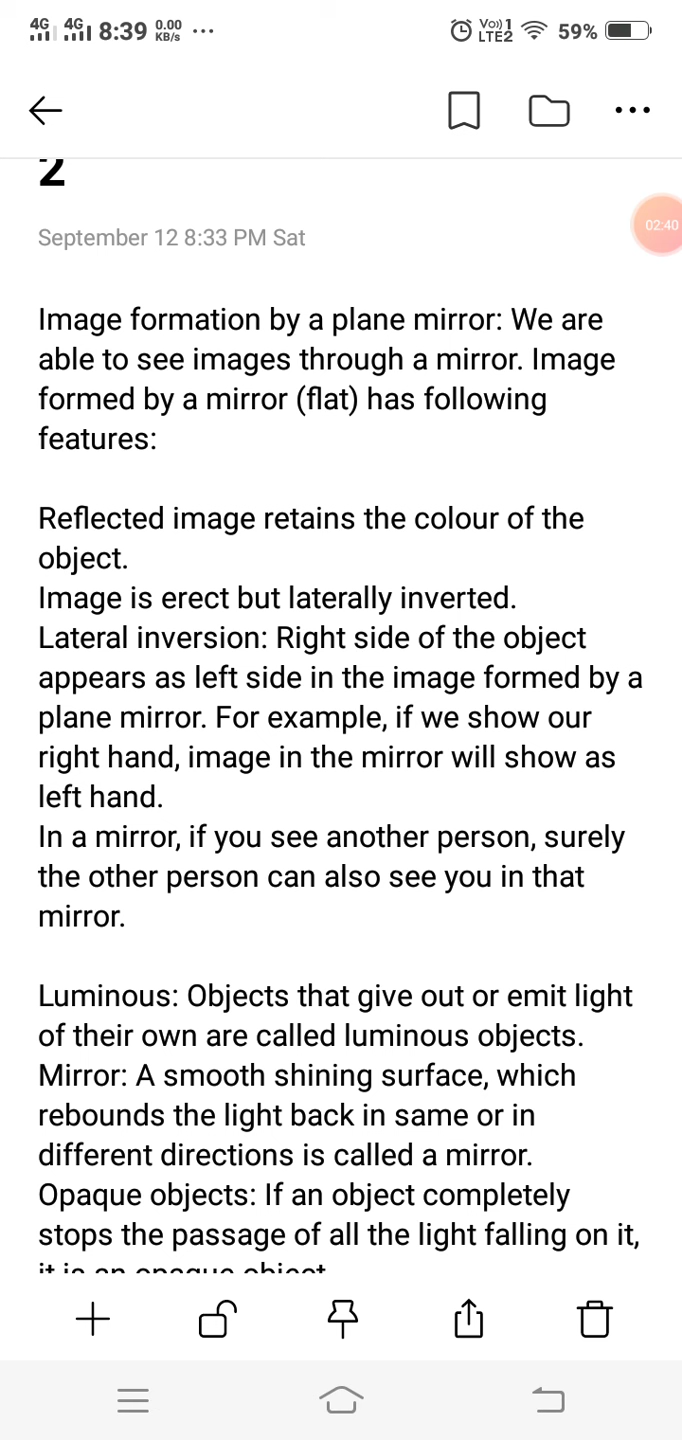 4G 4G 8:39 0.00 KB/s ... Vo)) 1 LTE2 59%
2
September 12 8:33 PM Sat
02:40
Image formation by a plane mirror: We are
able to see images through a mirror. Image
formed by a mirror (flat) has following
features:
Reflected image retains the colour of the
object.
Image is erect but laterally inverted.
Lateral inversion: Right side of the object
appears as left side in the image formed by a
plane mirror. For example, if we show our
right hand, image in the mirror will show as
left hand.
In a mirror, if you see another person, surely
the other person can also see you in that
mirror.
Luminous: Objects that give out or emit light
of their own are called luminous objects.
Mirror: A smooth shining surface, which
rebounds the light back in same or in
different directions is called a mirror.
Opaque objects: If an object completely
stops the passage of all the light falling on it,
it is an opaque object